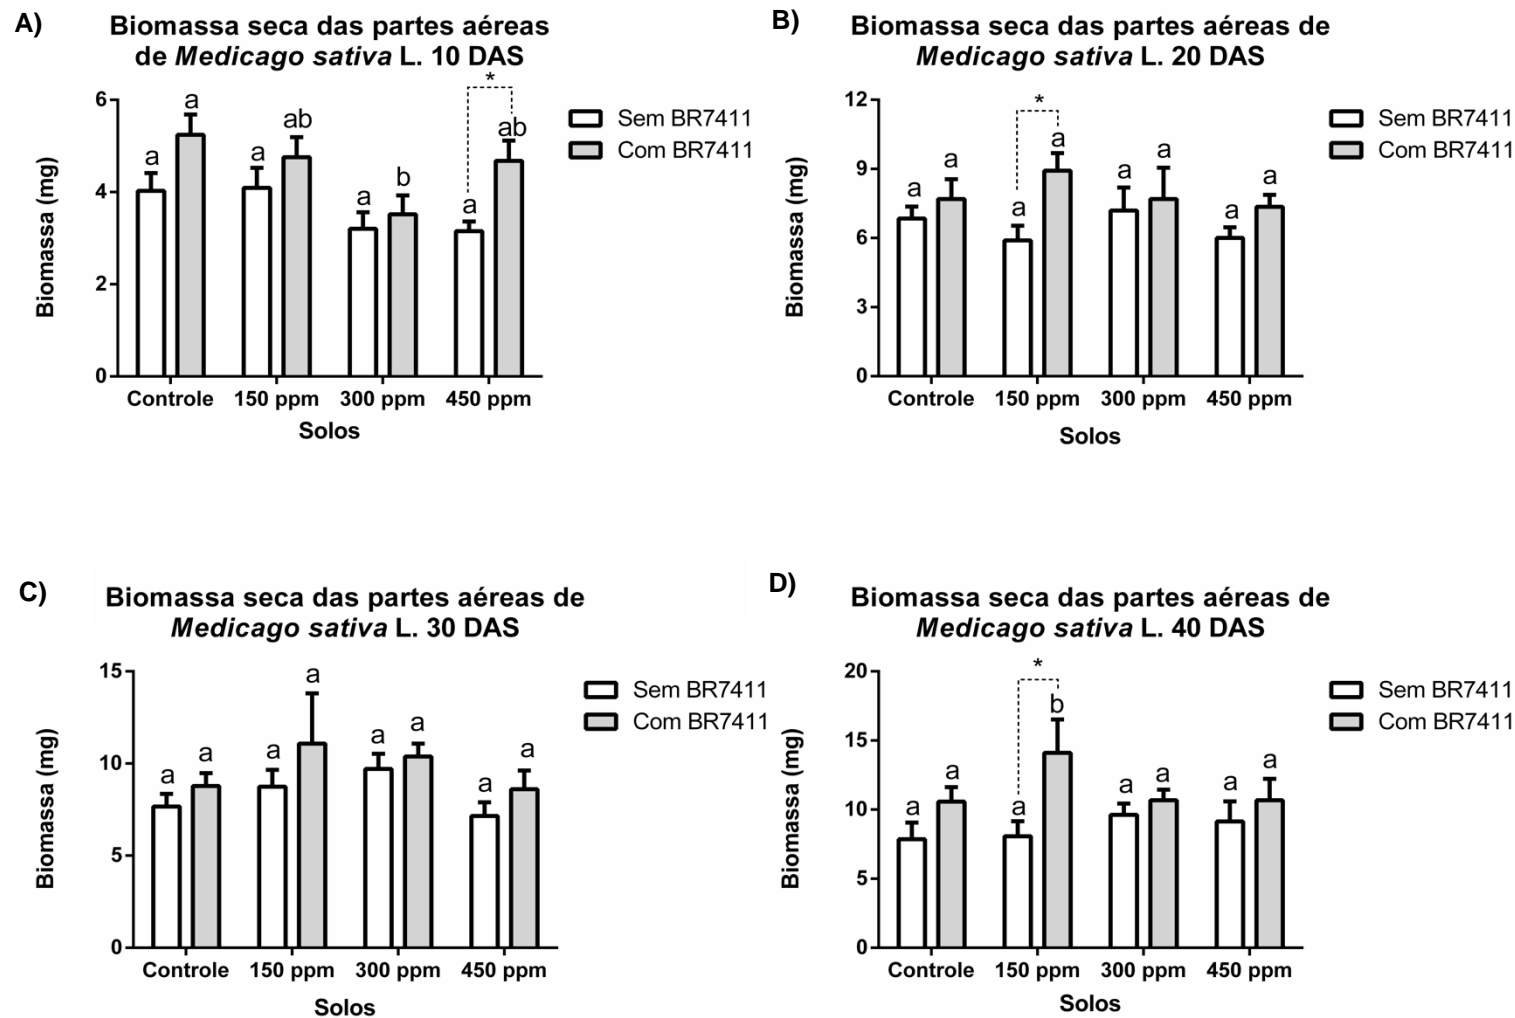 A)
Biomassa seca das partes aéreas
de Medicago sativa L. 10 DAS
Biomassa (mg)
6
4
2
0
a
a
a
ab
a
b
a
ab
*
Sem BR7411
Com BR7411
Controle 150 ppm 300 ppm 450 ppm
Solos
B)
Biomassa seca das partes aéreas de
Medicago sativa L. 20 DAS
Biomassa (mg)
12
9
6
3
0
a
a
a
a
*
a
a
a
a
Sem BR7411
Com BR7411
Controle 150 ppm 300 ppm 450 ppm
Solos
C)
Biomassa seca das partes aéreas de
Medicago sativa L. 30 DAS
Biomassa (mg)
15
10
5
0
a
a
a
a
a
a
a
a
Sem BR7411
Com BR7411
Controle 150 ppm 300 ppm 450 ppm
Solos
D)
Biomassa seca das partes aéreas de
Medicago sativa L. 40 DAS
Biomassa (mg)
20
15
10
5
0
a
a
a
b
*
a
a
a
a
Sem BR7411
Com BR7411
Controle 150 ppm 300 ppm 450 ppm
Solos